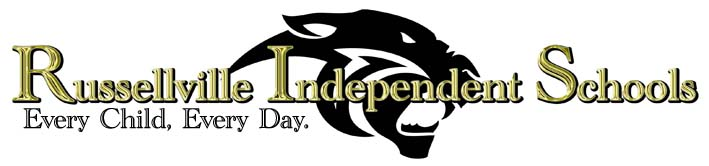 Russellville Independent Schools
Every Child, Every Day.